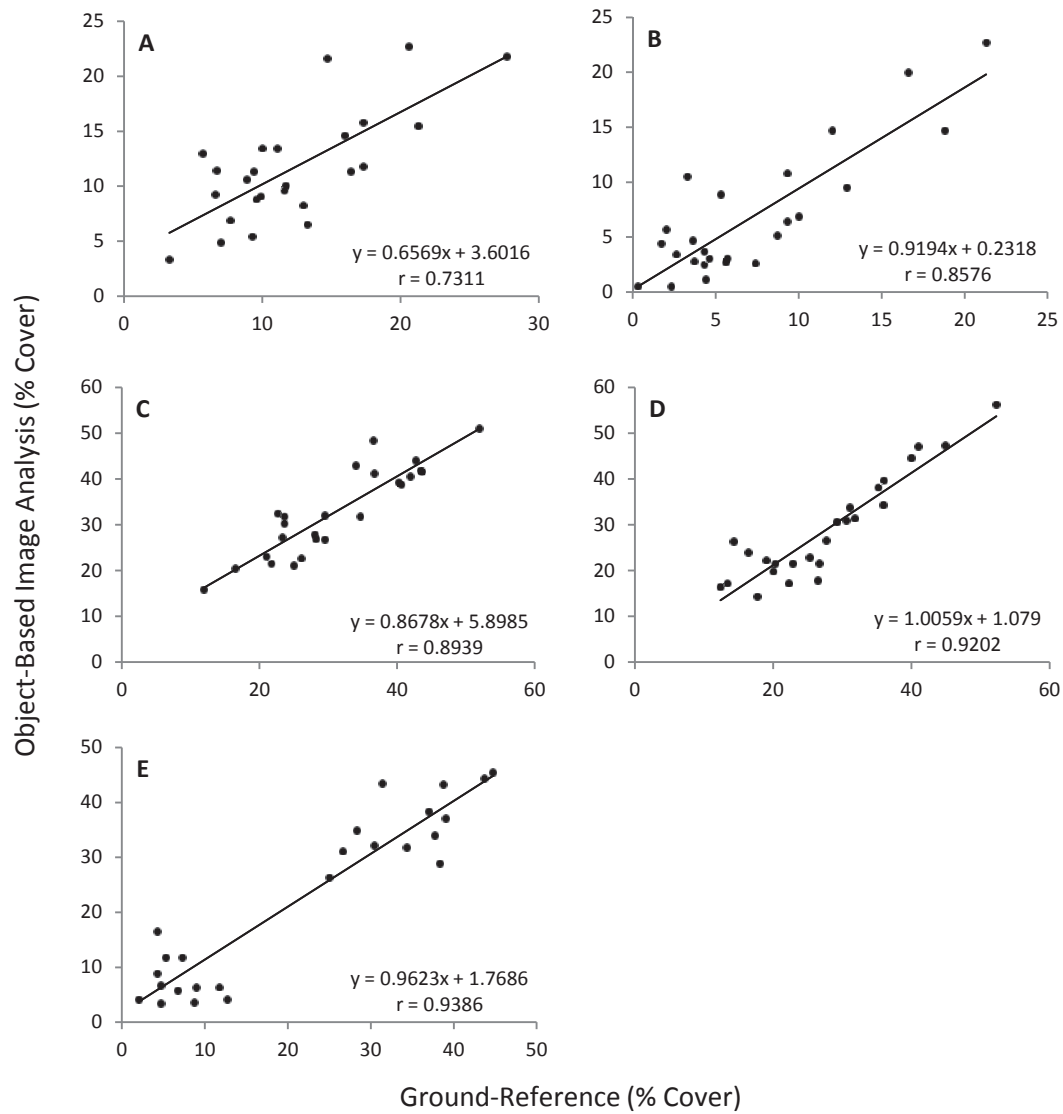 Object-Based Image Analysis (% Cover)
A
25
20
15
10
5
0
0 10 20 30
y = 0.6569x + 3.6016
r = 0.7311
B
25
20
15
10
5
0
0 5 10 15 20 25
y = 0.9194x + 0.2318
r = 0.8576
C
60
50
40
30
20
10
0
0 20 40 60
y = 0.8678x + 5.8985
r = 0.8939
D
60
50
40
30
20
10
0
0 20 40 60
y = 1.0059x + 1.079
r = 0.9202
E
50
40
30
20
10
0
0 10 20 30 40 50
y = 0.9623x + 1.7686
r = 0.9386
Ground-Reference (% Cover)